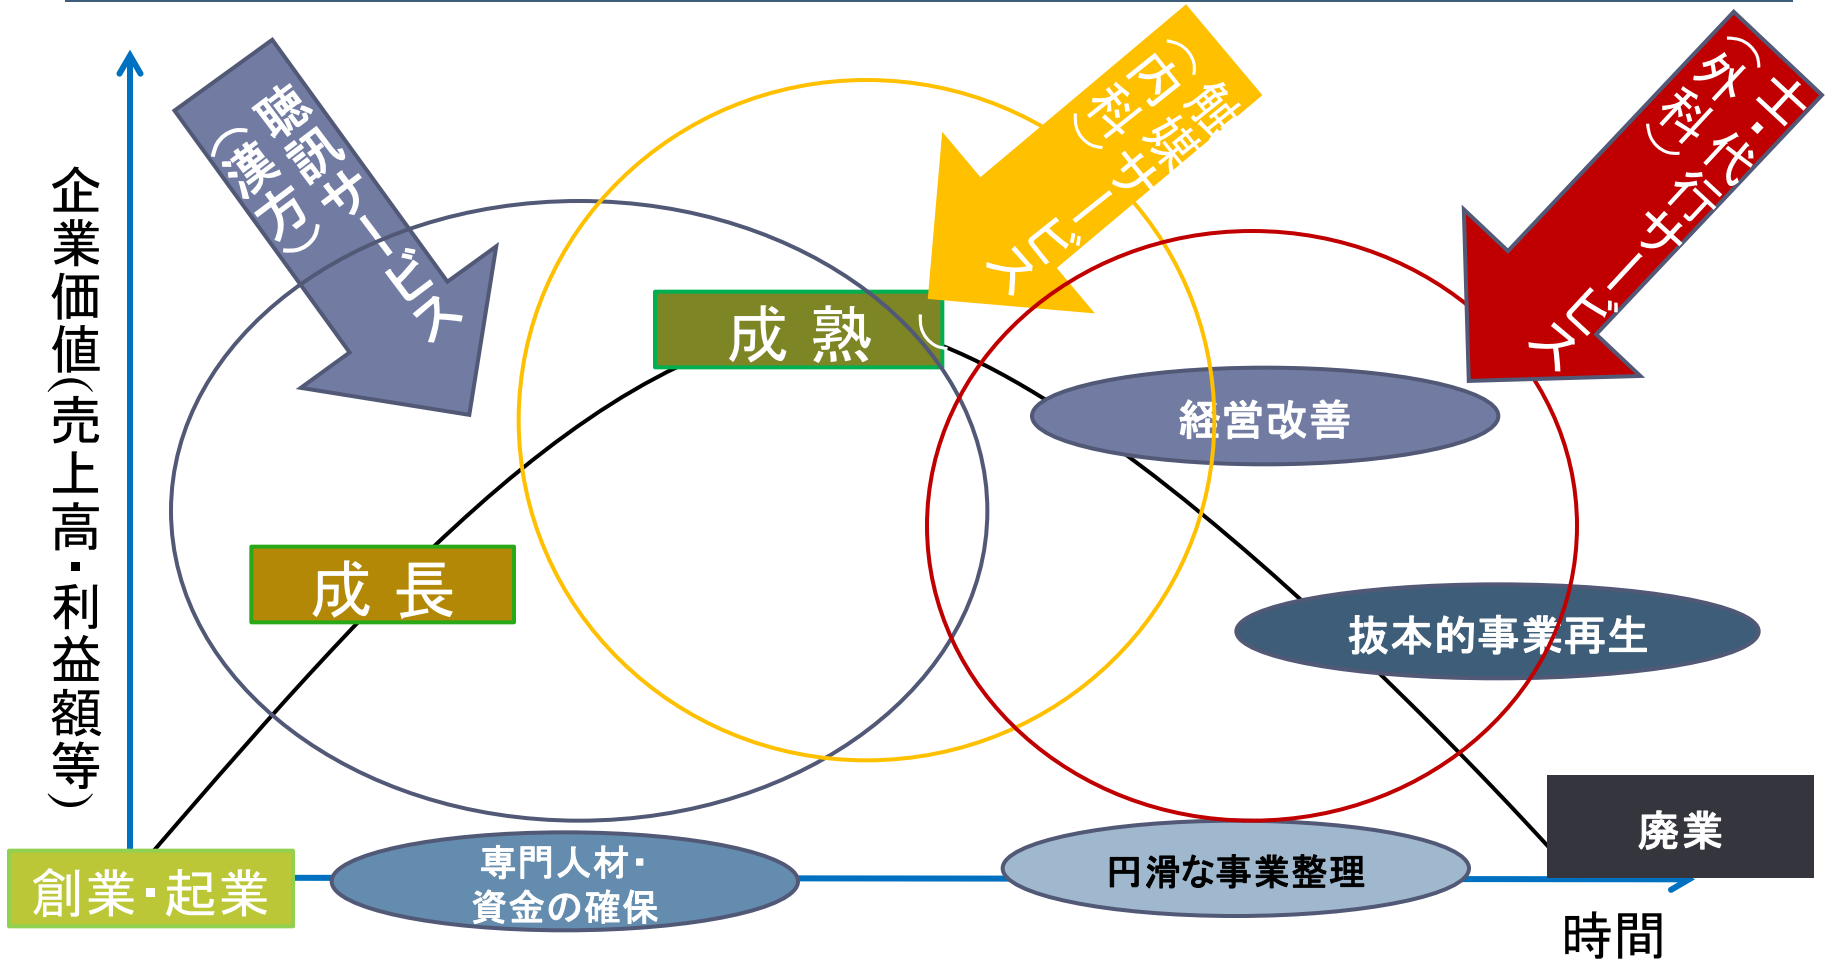 聴訊サービス
（漢方）
触媒サービス
（内科）
士・代行サービス
（外科）
企業価値（売上高・利益額等）
成 熟
経営改善
成 長
抜本的事業再生
廃業
専門人材・
資金の確保
円滑な事業整理
創業・起業
時間